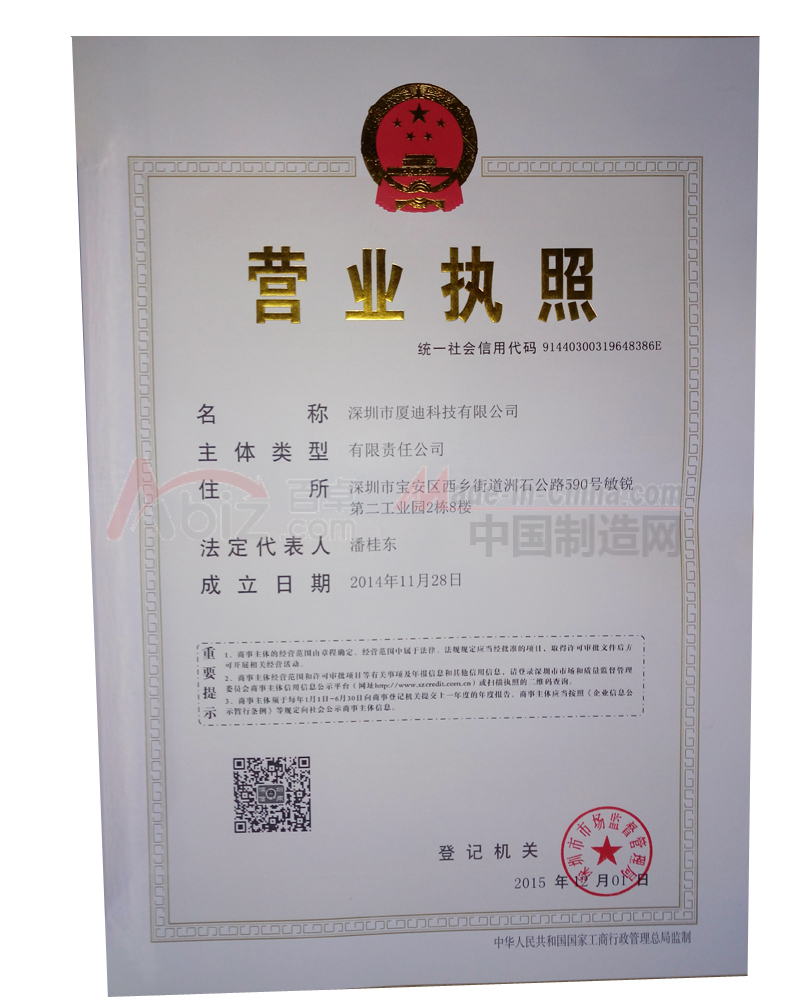 营业执照
统一社会信用代码 91440300319648386E
名称 深圳市厦迪科技有限公司
主体类型 有限责任公司
住所 深圳市宝安区西乡街道洲石公路590号敏锐
第二工业园2栋8楼
Abiz 百卓 .com
Made-in-China.com
中国制造网
法定代表人 潘桂东
成立日期 2014年11月28日
重要提示
1、商事主体的经营范围由章程确定。经营范围中属于法律、法规规定应当经批准的项目，取得许可审批文件后方
可开展相关经营活动。
2、商事主体经营范围和许可审批项目等有关事项及年报信息和其他信用信息，请登录深圳市市场和质量监督管理
委员会商事主体信用信息公示平台（网址http://www.szcredit.com.cn）或扫描执照的二维码查询。
3、商事主体须于每年1月1日-6月30日向商事登记机关提交上一年度的年度报告。商事主体应当按照《企业信息公
示暂行条例》等规定向社会公示商事主体信息。
登记机关
深圳市市场监督管理局
2015 年 12 月 01 日
中华人民共和国国家工商行政管理总局监制